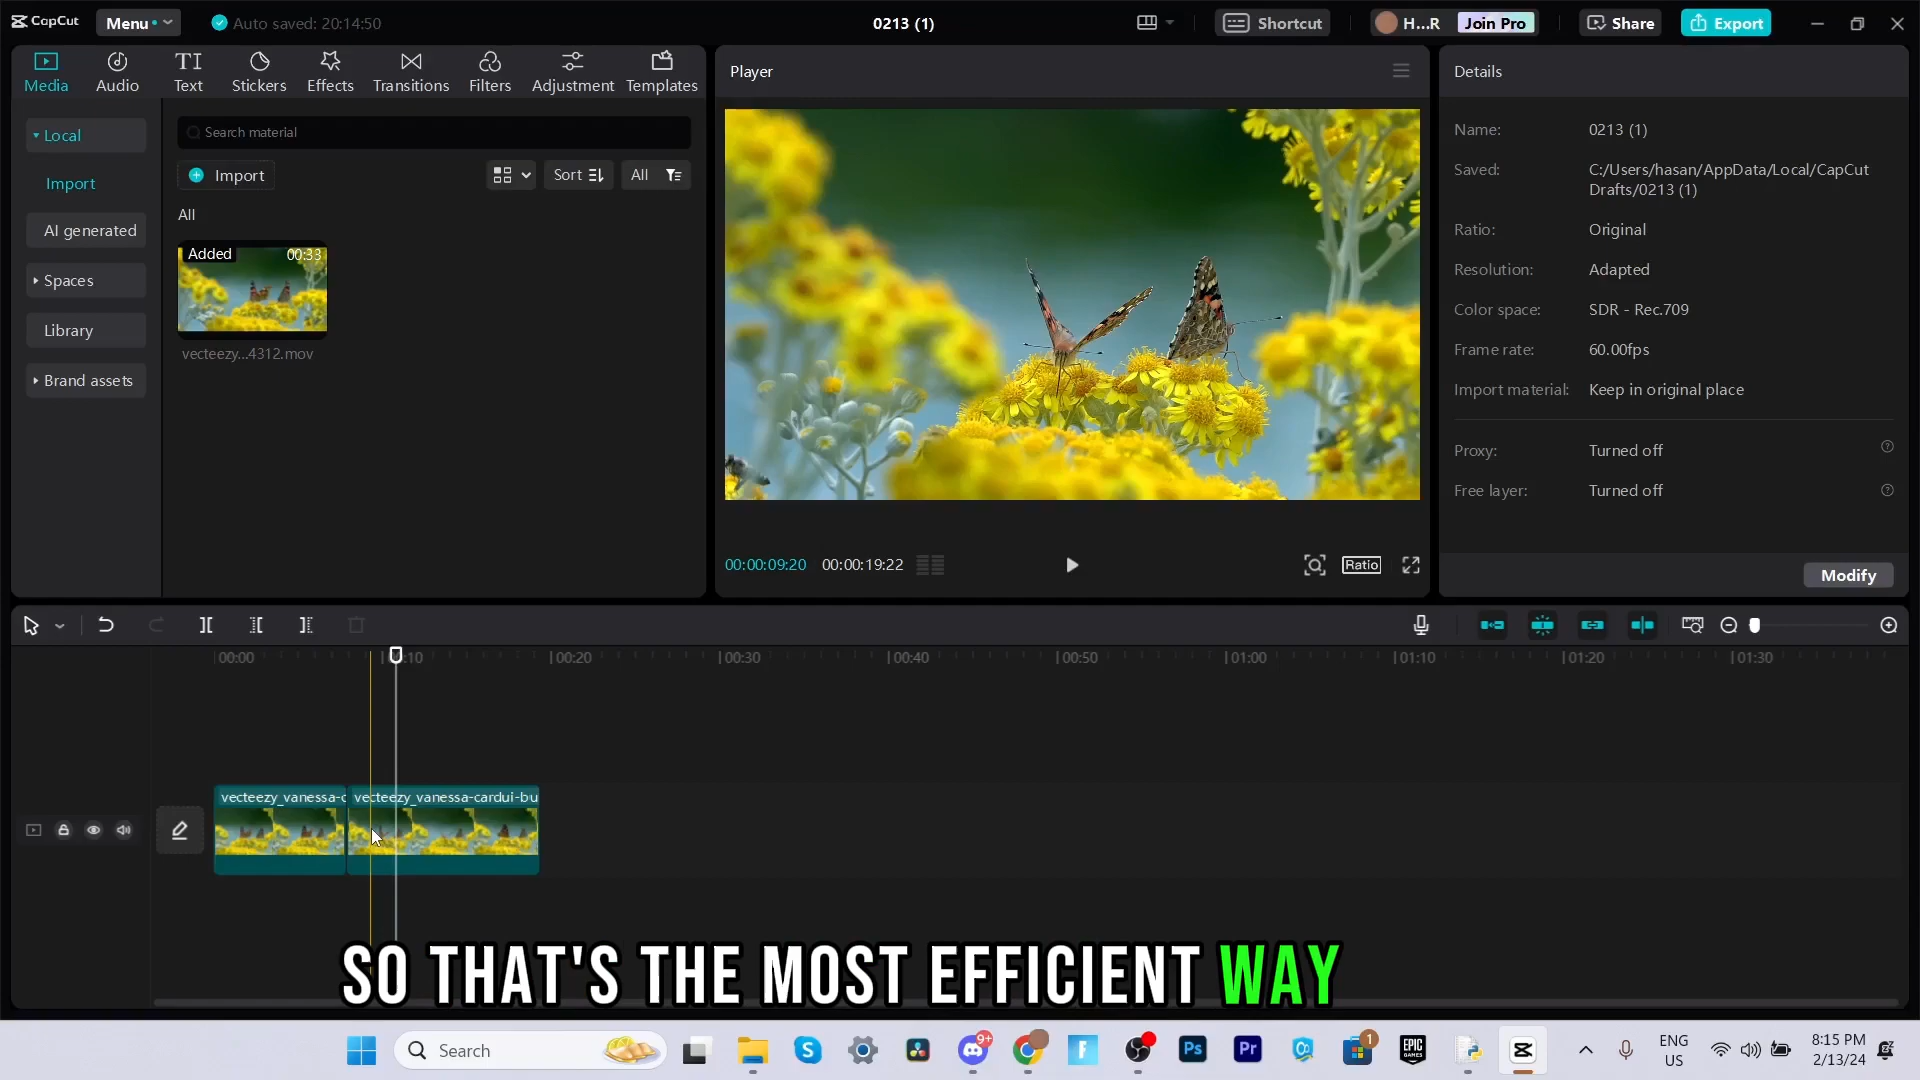 CapCut
Menu
Auto saved: 20:14:50
0213 (1)
Shortcut
H...R
Join Pro
Share
Export
Media
Audio
Text
Stickers
Effects
Transitions
Filters
Adjustment
Templates
Local
Import
AI generated
Spaces
Library
Brand assets
Search material
Import
Sort
All
All
Added
00:33
vecteezy...4312.mov
Player
00:00:09:20
00:00:19:22
Ratio
Details
Name: 0213 (1)
Saved: C:/Users/hasan/AppData/Local/CapCut
Drafts/0213 (1)
Ratio: Original
Resolution: Adapted
Color space: SDR - Rec.709
Frame rate: 60.00fps
Import material: Keep in original place
Proxy: Turned off
Free layer: Turned off
Modify
00:00
00:10
00:20
00:30
00:40
00:50
01:00
01:10
01:20
01:30
vecteezy_vanessa-c
vecteezy_vanessa-cardui-bu
SO THAT'S THE MOST EFFICIENT WAY
Search
9+
F
Ps
Pr
1
EPIC
GAMES
ENG
US
8:15 PM
2/13/24